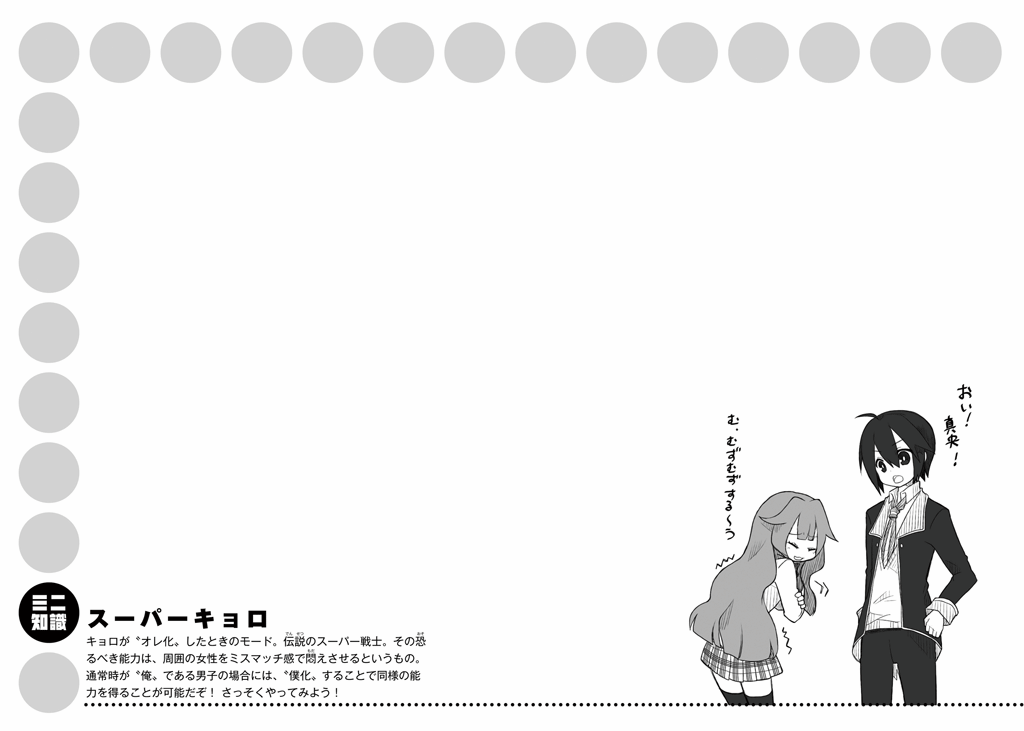 おい!
真央!
む、むずむずする〜う
ミニ
知識
スーパーキョロ
キョロが〝オレ化〟したときのモード。伝説のスーパー戦士。その恐
るべき能力は、周囲の女性をミスマッチ感で悶えさせるというもの。
通常時が〝俺〟である男子の場合には、〝僕化〟することで同様の能
力を得ることが可能だぞ! さっそくやってみよう!